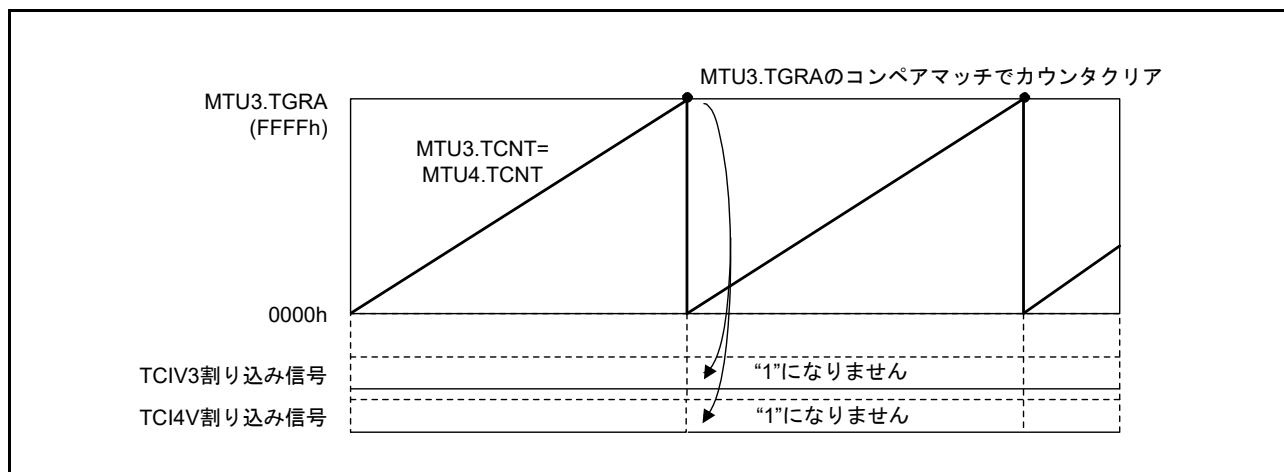 MTU3.TGRAのコンペアマッチでカウンタクリア
MTU3.TGRA
(FFFFh)
MTU3.TCNT=
MTU4.TCNT
0000h
TCIV3割り込み信号
“1”になりません
TCI4V割り込み信号
“1”になりません